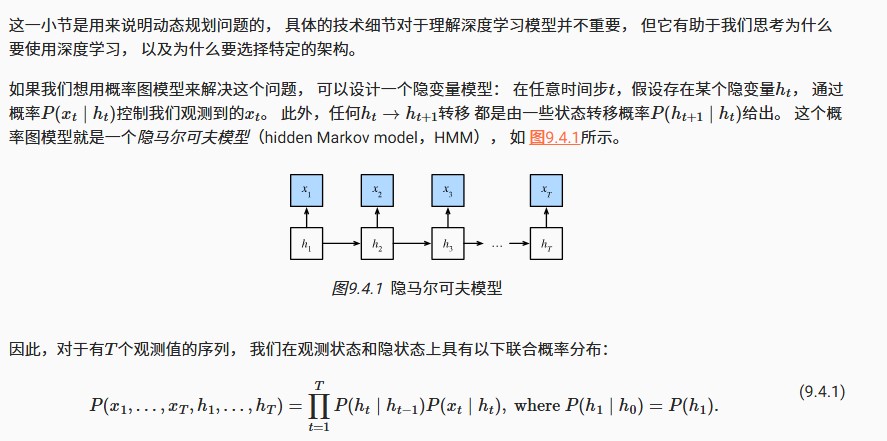 这一小节是用来说明动态规划问题的， 具体的技术细节对于理解深度学习模型并不重要， 但它有助于我们思考为什么
要使用深度学习， 以及为什么要选择特定的架构。
如果我们想用概率图模型来解决这个问题， 可以设计一个隐变量模型： 在任意时间步t，假设存在某个隐变量h_t， 通过
概率P(x_t | h_t)控制我们观测到的x_t。 此外，任何h_t → h_{t+1}转移 都是由一些状态转移概率P(h_{t+1} | h_t)给出。 这个概
率图模型就是一个隐马尔可夫模型（hidden Markov model，HMM）， 如 图9.4.1所示。
x_1 x_2 x_3 x_T
h_1 h_2 h_3 ... h_T
图9.4.1 隐马尔可夫模型
因此，对于有T个观测值的序列， 我们在观测状态和隐状态上具有以下联合概率分布：
P(x_1, . . . , x_T, h_1, . . . , h_T) = ∏_{t=1}^{T} P(h_t | h_{t−1})P(x_t | h_t), where P(h_1 | h_0) = P(h_1). (9.4.1)